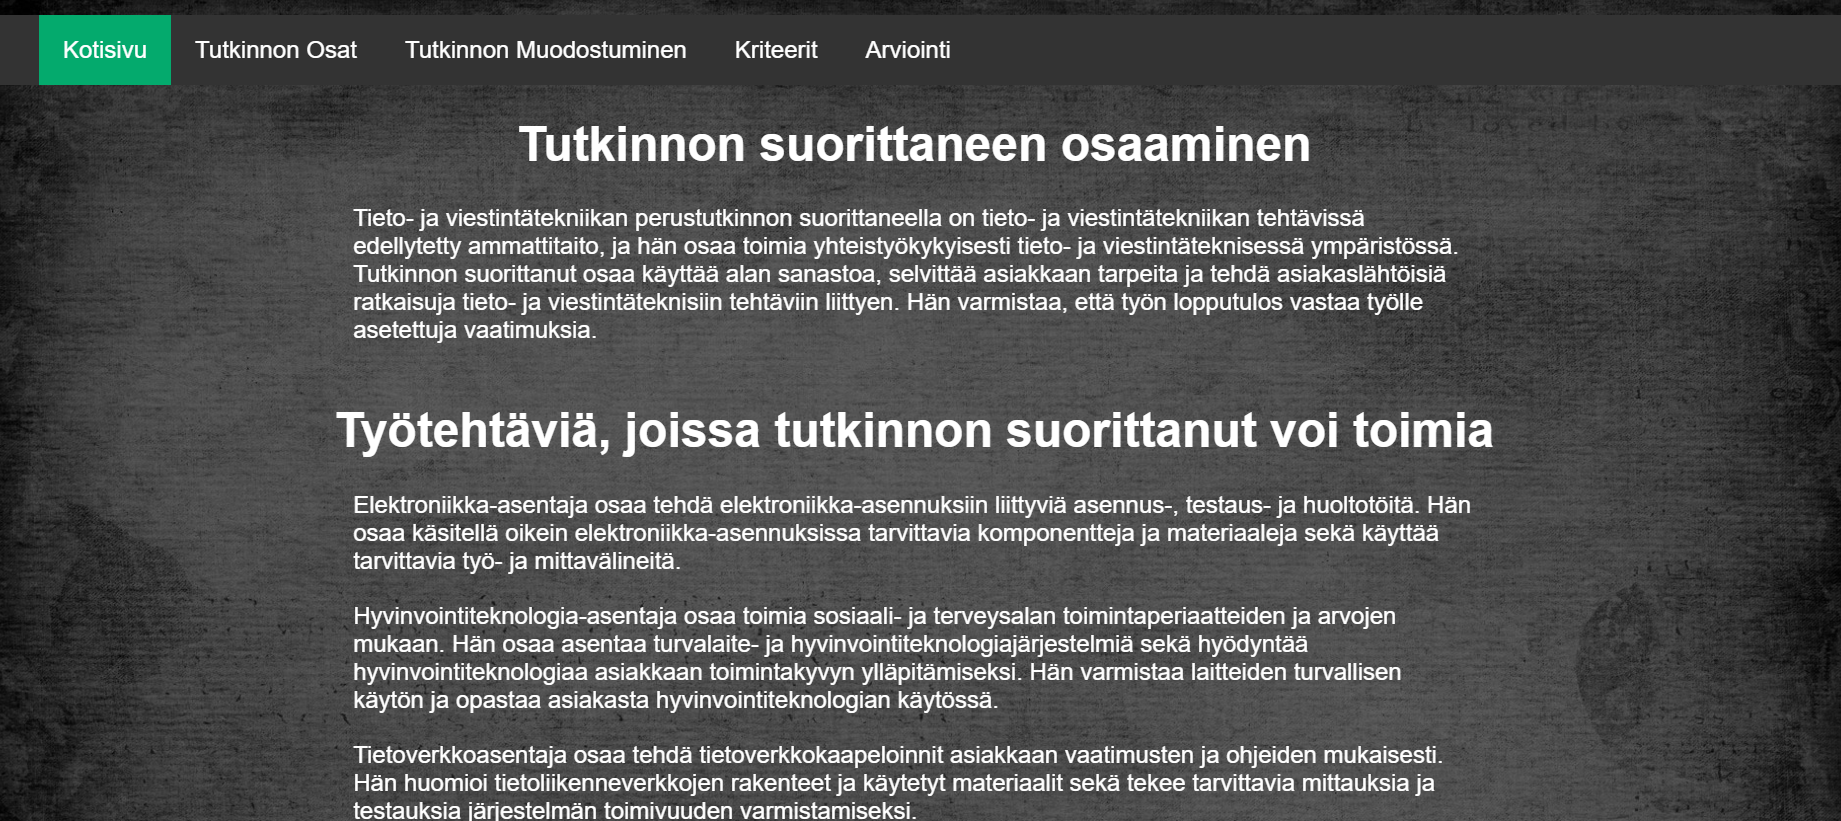 Kotisivu Tutkinnon Osat Tutkinnon Muodostuminen Kriteerit Arviointi
Tutkinnon suorittaneen osaaminen
Tieto- ja viestintätekniikan perustutkinnon suorittaneella on tieto- ja viestintätekniikan tehtävissä
edellytetty ammattitaito, ja hän osaa toimia yhteistyökykyisesti tieto- ja viestintäteknisessä ympäristössä.
Tutkinnon suorittanut osaa käyttää alan sanastoa, selvittää asiakkaan tarpeita ja tehdä asiakaslähtöisiä
ratkaisuja tieto- ja viestintäteknisiin tehtäviin liittyen. Hän varmistaa, että työn lopputulos vastaa työlle
asetettuja vaatimuksia.
Työtehtäviä, joissa tutkinnon suorittanut voi toimia
Elektroniikka-asentaja osaa tehdä elektroniikka-asennuksiin liittyviä asennus-, testaus- ja huoltotöitä. Hän
osaa käsitellä oikein elektroniikka-asennuksissa tarvittavia komponentteja ja materiaaleja sekä käyttää
tarvittavia työ- ja mittavälineitä.
Hyvinvointiteknologia-asentaja osaa toimia sosiaali- ja terveysalan toimintaperiaatteiden ja arvojen
mukaan. Hän osaa asentaa turvalaite- ja hyvinvointiteknologiajärjestelmiä sekä hyödyntää
hyvinvointiteknologiaa asiakkaan toimintakyvyn ylläpitämiseksi. Hän varmistaa laitteiden turvallisen
käytön ja opastaa asiakasta hyvinvointiteknologian käytössä.
Tietoverkkoasentaja osaa tehdä tietoverkkokaapeloinnit asiakkaan vaatimusten ja ohjeiden mukaisesti.
Hän huomioi tietoliikenneverkkojen rakenteet ja käytetyt materiaalit sekä tekee tarvittavia mittauksia ja
testauksia järjestelmän toimivuuden varmistamiseksi.